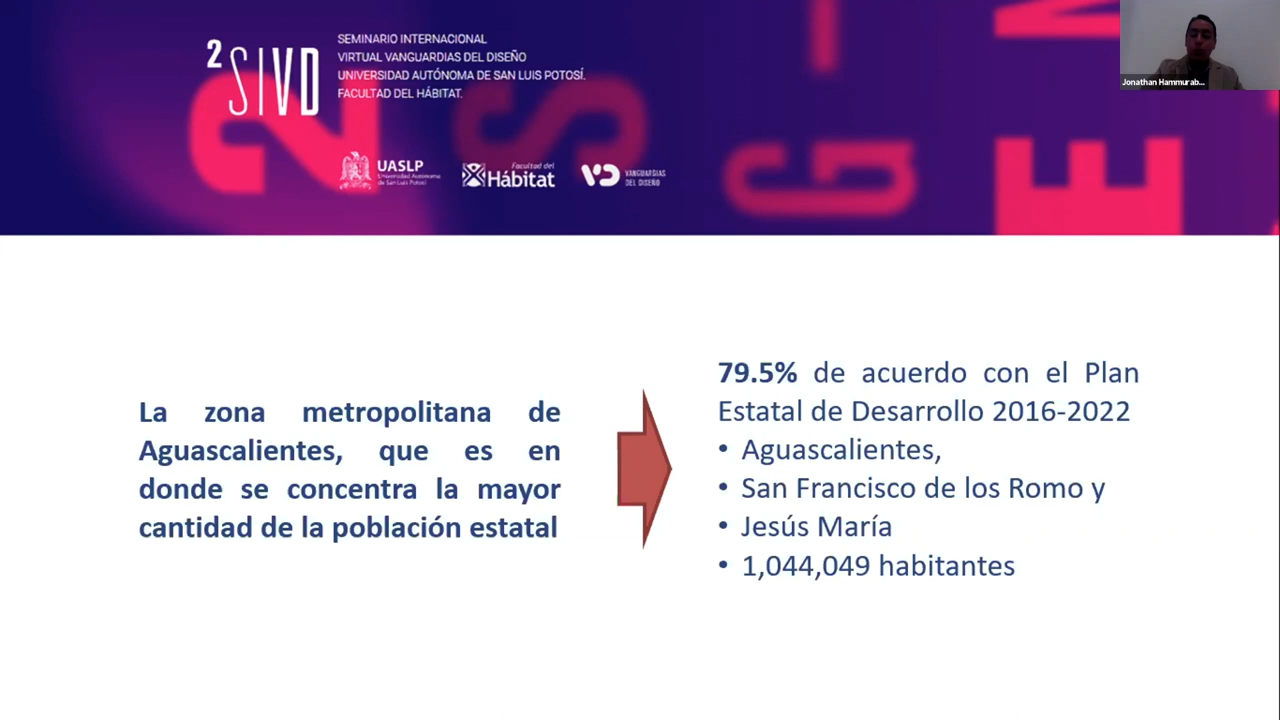 2 SIVD
SEMINARIO INTERNACIONAL
VIRTUAL VANGUARDIAS DEL DISEÑO
UNIVERSIDAD AUTÓNOMA DE SAN LUIS POTOSÍ.
FACULTAD DEL HÁBITAT.
UASLP
Universidad Autónoma
de San Luis Potosí
Facultad del
Hábitat
VD
VANGUARDIAS
DEL DISEÑO
Jonathan Hammurab...
La zona metropolitana de
Aguascalientes, que es en
donde se concentra la mayor
cantidad de la población estatal
79.5% de acuerdo con el Plan
Estatal de Desarrollo 2016-2022
• Aguascalientes,
• San Francisco de los Romo y
• Jesús María
• 1,044,049 habitantes